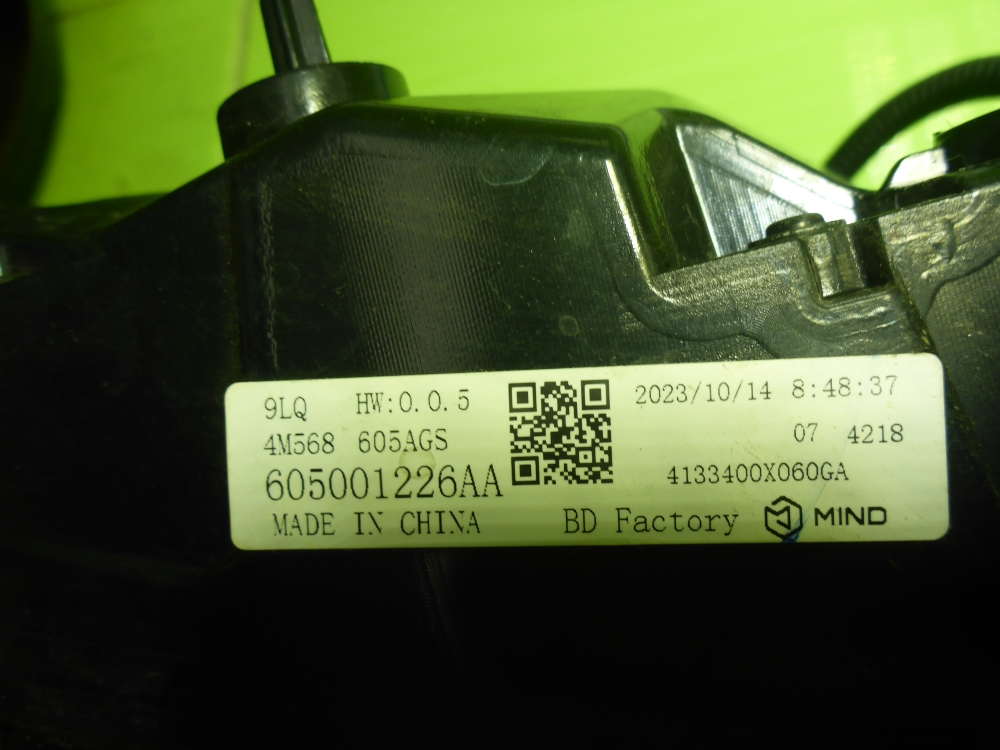 9LQ HW:0.0.5 2023/10/14 8:48:37
4M568 605AGS 07 4218
605001226AA 4133400X060GA
MADE IN CHINA BD Factory MIND